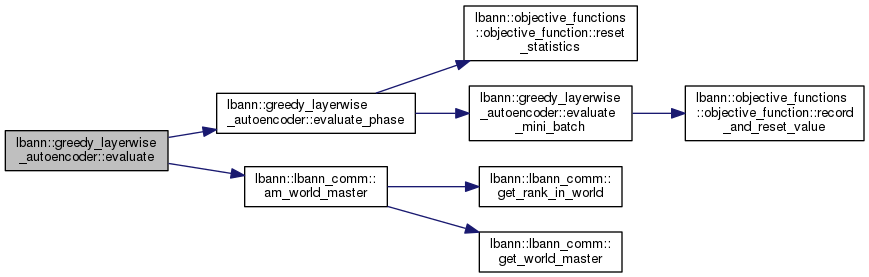 lbann::greedy_layerwise
_autoencoder::evaluate
lbann::greedy_layerwise
_autoencoder::evaluate_phase
lbann::objective_functions
::objective_function::reset
_statistics
lbann::greedy_layerwise
_autoencoder::evaluate
_mini_batch
lbann::objective_functions
::objective_function::record
_and_reset_value
lbann::lbann_comm::
am_world_master
lbann::lbann_comm::
get_rank_in_world
lbann::lbann_comm::
get_world_master